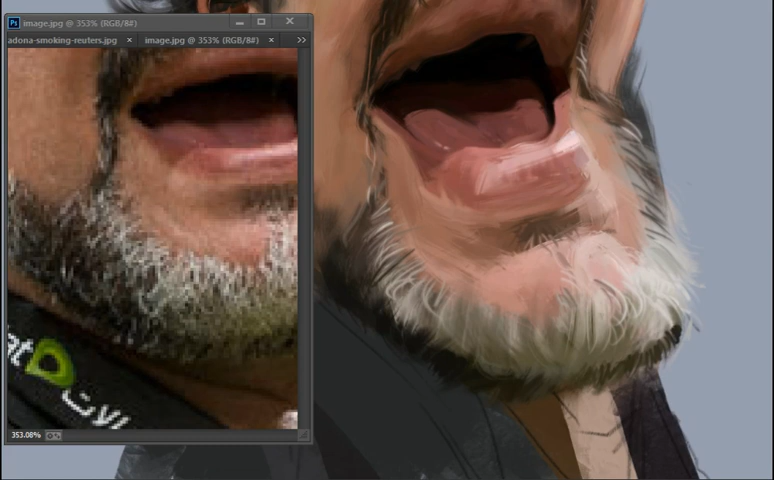 Ps image.jpg @ 353% (RGB/8#)
adona-smoking-reuters.jpg × image.jpg @ 353% (RGB/8#) × >>
353.08%